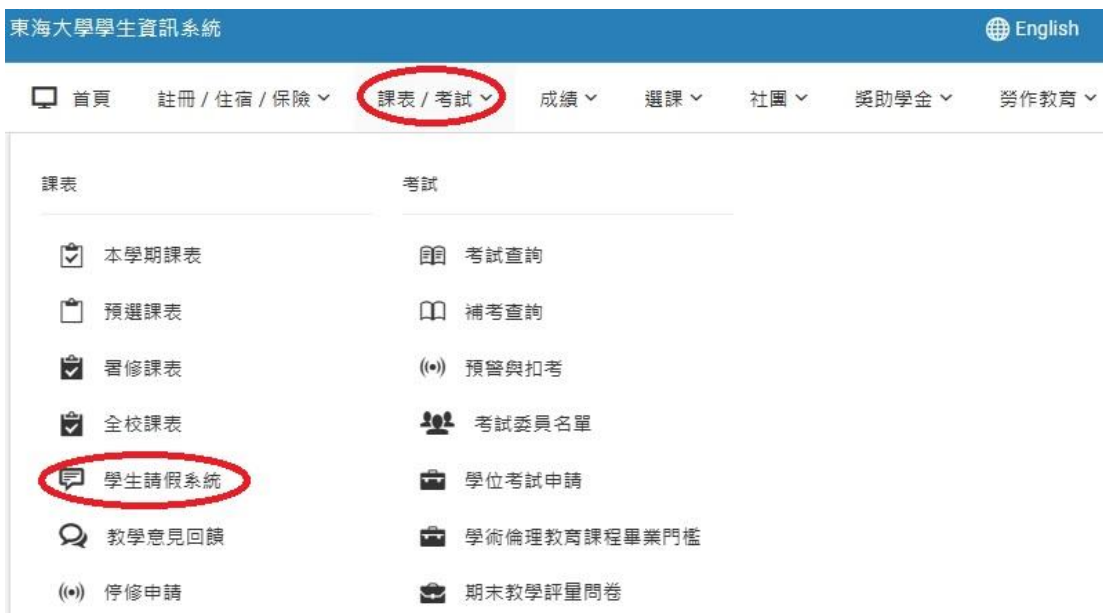 東海大學學生資訊系統
English
首頁 註冊 / 住宿 / 保險 課表 / 考試 成績 選課 社團 獎助學金 勞作教育
課表
本學期課表
預選課表
暑修課表
全校課表
學生請假系統
教學意見回饋
停修申請
考試
考試查詢
補考查詢
預警與扣考
考試委員名單
學位考試申請
學術倫理教育課程畢業門檻
期末教學評量問卷